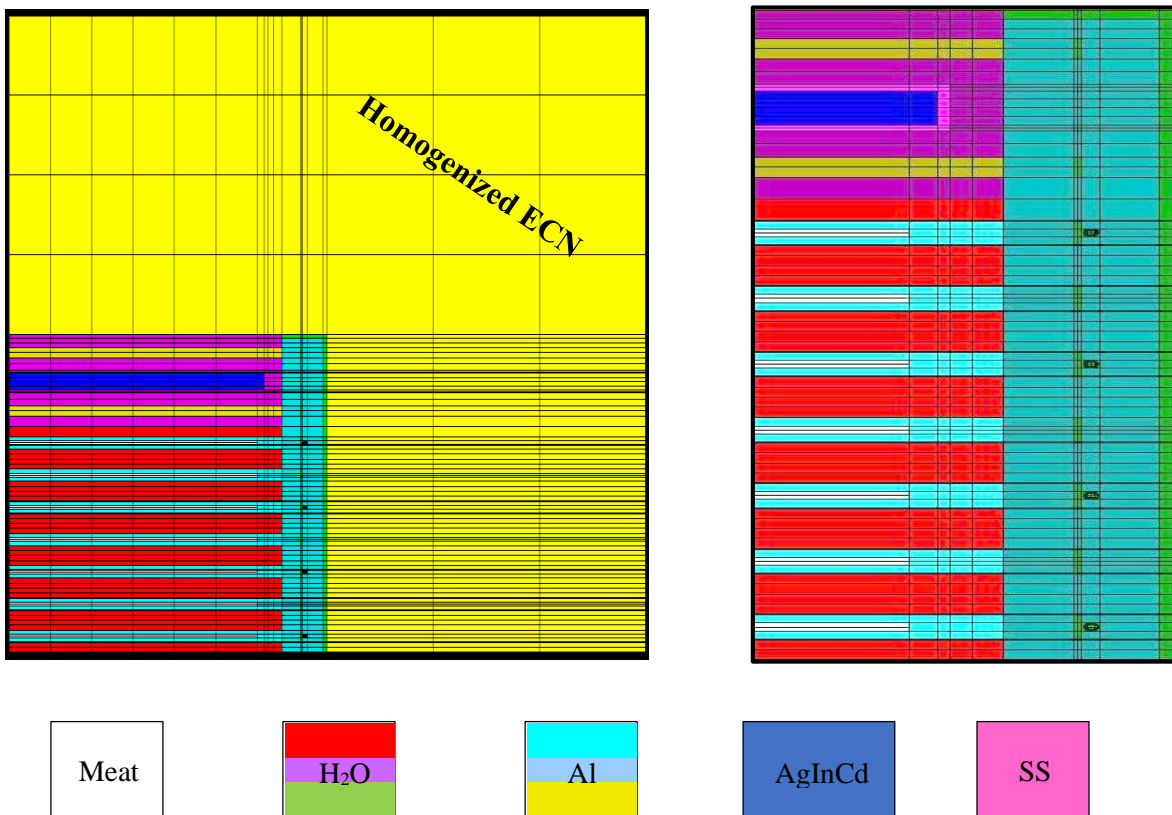 Homogenized ECN
Meat
H₂O
Al
AgInCd
SS